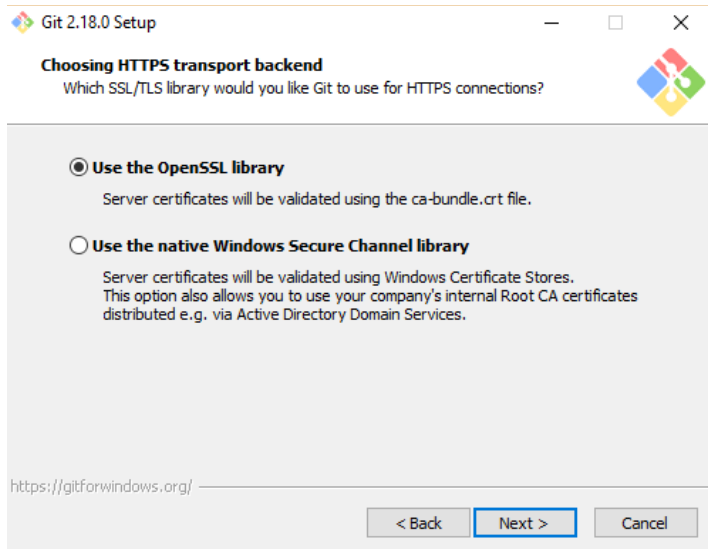 Git 2.18.0 Setup
Choosing HTTPS transport backend
Which SSL/TLS library would you like Git to use for HTTPS connections?
Use the OpenSSL library
Server certificates will be validated using the ca-bundle.crt file.
Use the native Windows Secure Channel library
Server certificates will be validated using Windows Certificate Stores.
This option also allows you to use your company's internal Root CA certificates
distributed e.g. via Active Directory Domain Services.
https://gitforwindows.org/
< Back Next > Cancel